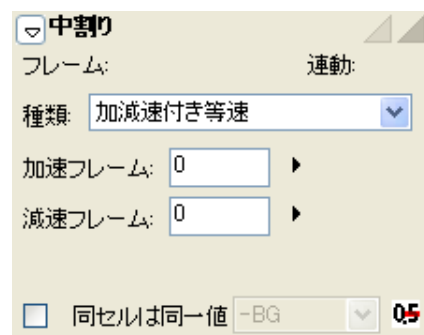 中割り
フレーム: 連動:
種類: 加減速付き等速
加速フレーム: 0
減速フレーム: 0
同セルは同一値 -BG 0.5